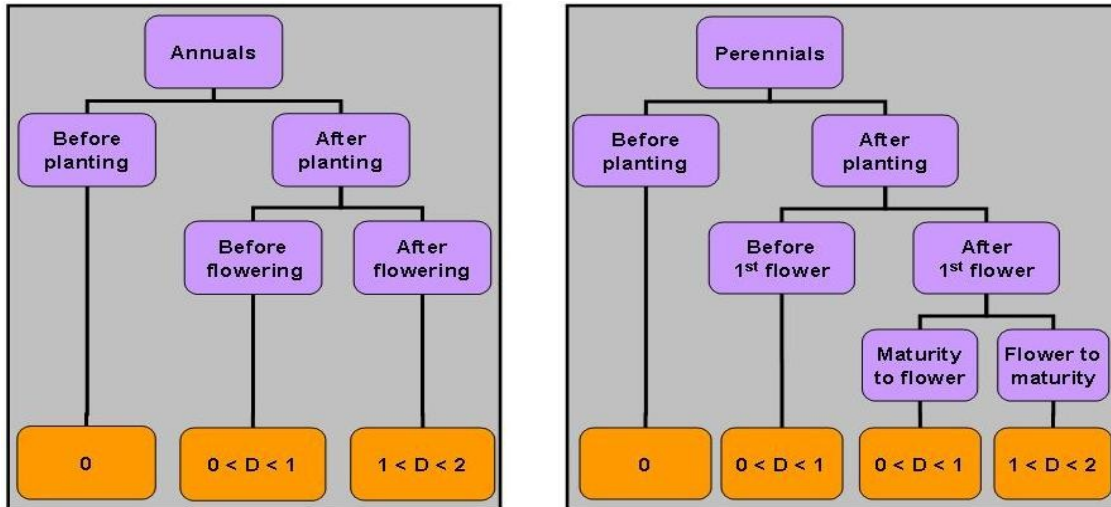 Annuals
Before
planting
After
planting
Before
flowering
After
flowering
0
0 < D < 1
1 < D < 2
Perennials
Before
planting
After
planting
Before
1st flower
After
1st flower
Maturity
to flower
Flower to
maturity
0
0 < D < 1
0 < D < 1
1 < D < 2